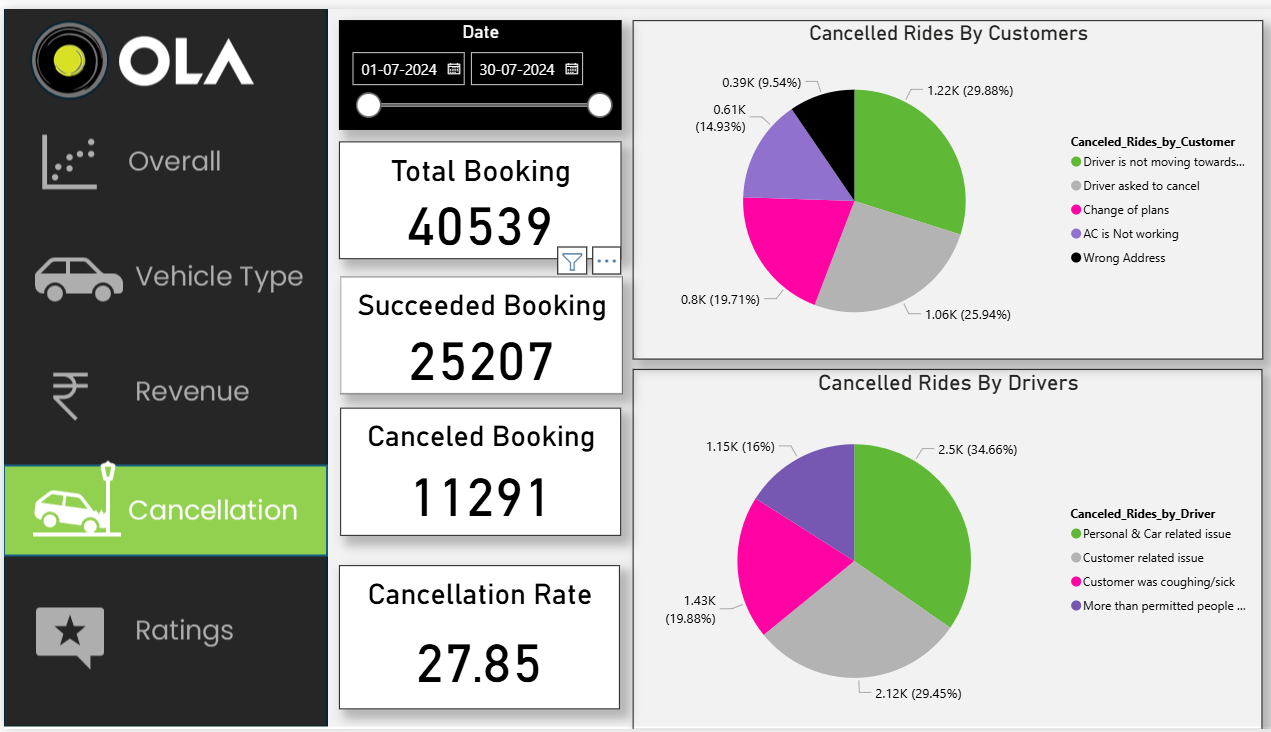 OLA
Overall
Vehicle Type
Revenue
Cancellation
Ratings
Date
01-07-2024
30-07-2024
Total Booking
40539
Succeeded Booking
25207
Canceled Booking
11291
Cancellation Rate
27.85
Cancelled Rides By Customers
0.39K (9.54%)
1.22K (29.88%)
0.61K
(14.93%)
0.8K (19.71%)
1.06K (25.94%)
Canceled_Rides_by_Customer
Driver is not moving towards...
Driver asked to cancel
Change of plans
AC is Not working
Wrong Address
Cancelled Rides By Drivers
1.15K (16%)
2.5K (34.66%)
1.43K
(19.88%)
2.12K (29.45%)
Canceled_Rides_by_Driver
Personal & Car related issue
Customer related issue
Customer was coughing/sick
More than permitted people ...